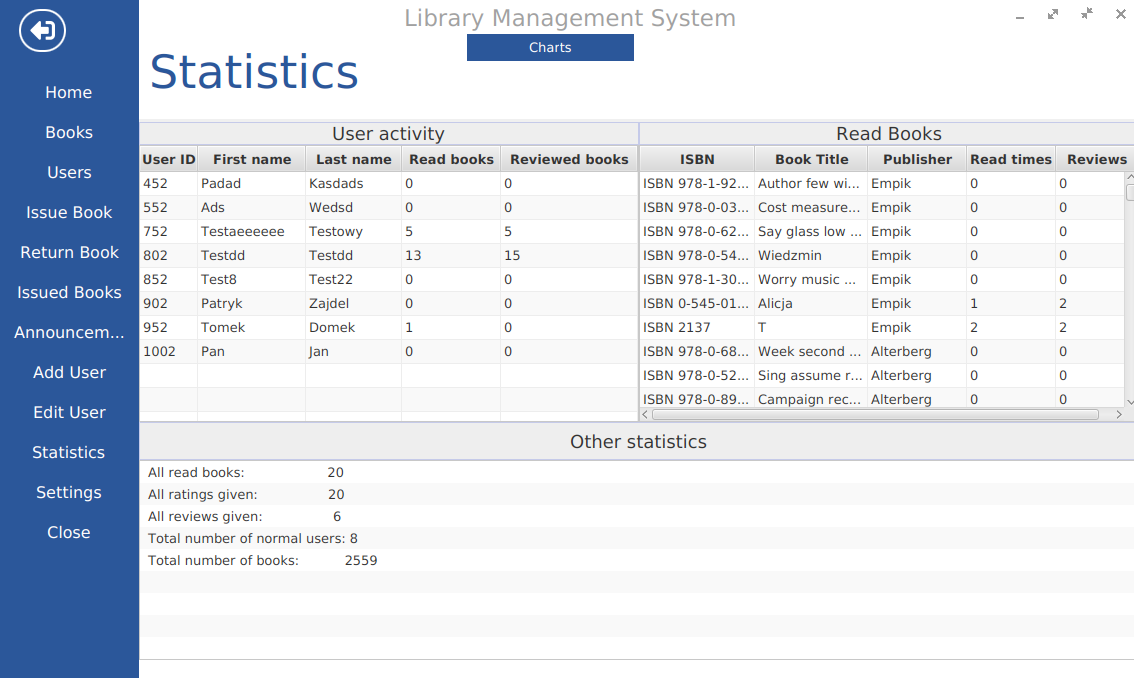 Library Management System
Charts
Statistics
Home
Books
Users
Issue Book
Return Book
Issued Books
Announcem...
Add User
Edit User
Statistics
Settings
Close
User activity
User ID First name Last name Read books Reviewed books
452 Padad Kasdads 0 0
552 Ads Wedsd 0 0
752 Testaeeeeee Testowy 5 5
802 Testdd Testdd 13 15
852 Test8 Test22 0 0
902 Patryk Zajdel 0 0
952 Tomek Domek 1 0
1002 Pan Jan 0 0
Read Books
ISBN Book Title Publisher Read times Reviews
ISBN 978-1-92... Author few wi... Empik 0 0
ISBN 978-0-03... Cost measure... Empik 0 0
ISBN 978-0-62... Say glass low ... Empik 0 0
ISBN 978-0-54... Wiedzmin Empik 0 0
ISBN 978-1-30... Worry music ... Empik 0 0
ISBN 0-545-01... Alicja Empik 1 2
ISBN 2137 T Empik 2 2
ISBN 978-0-68... Week second ... Alterberg 0 0
ISBN 978-0-52... Sing assume r... Alterberg 0 0
ISBN 978-0-89... Campaign rec... Alterberg 0 0
Other statistics
All read books: 20
All ratings given: 20
All reviews given: 6
Total number of normal users: 8
Total number of books: 2559